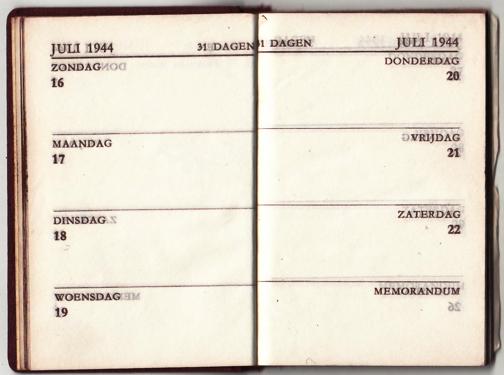 JULI 1944 31 DAGEN
ZONDAG
16
MAANDAG
17
DINSDAG
18
WOENSDAG
19
31 DAGEN JULI 1944
DONDERDAG
20
VRIJDAG
21
ZATERDAG
22
MEMORANDUM